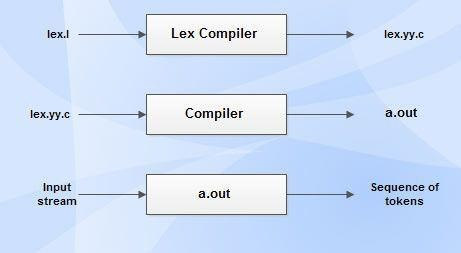 lex.l Lex Compiler lex.yy.c
lex.yy.c Compiler a.out
Input
stream
a.out
Sequence of
tokens